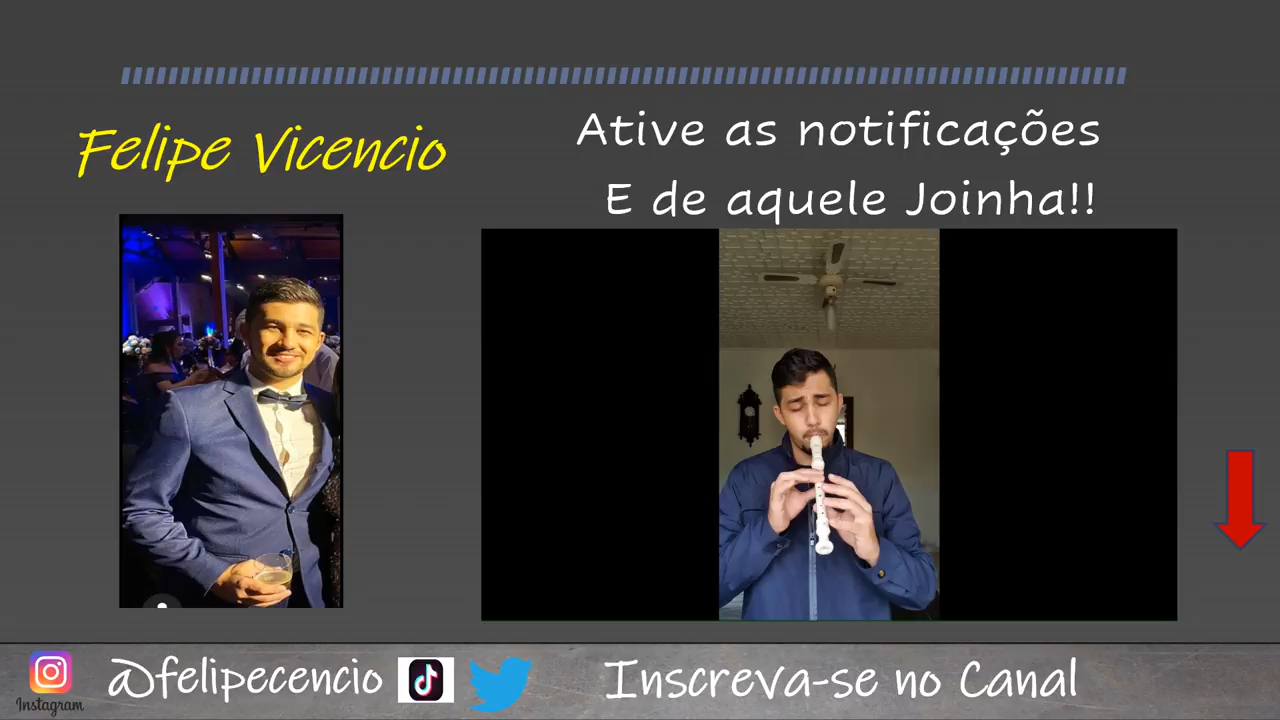 Felipe Vicencio
Ative as notificações
E de aquele Joinha!!
Instagram
@felipecencio
Inscreva-se no Canal